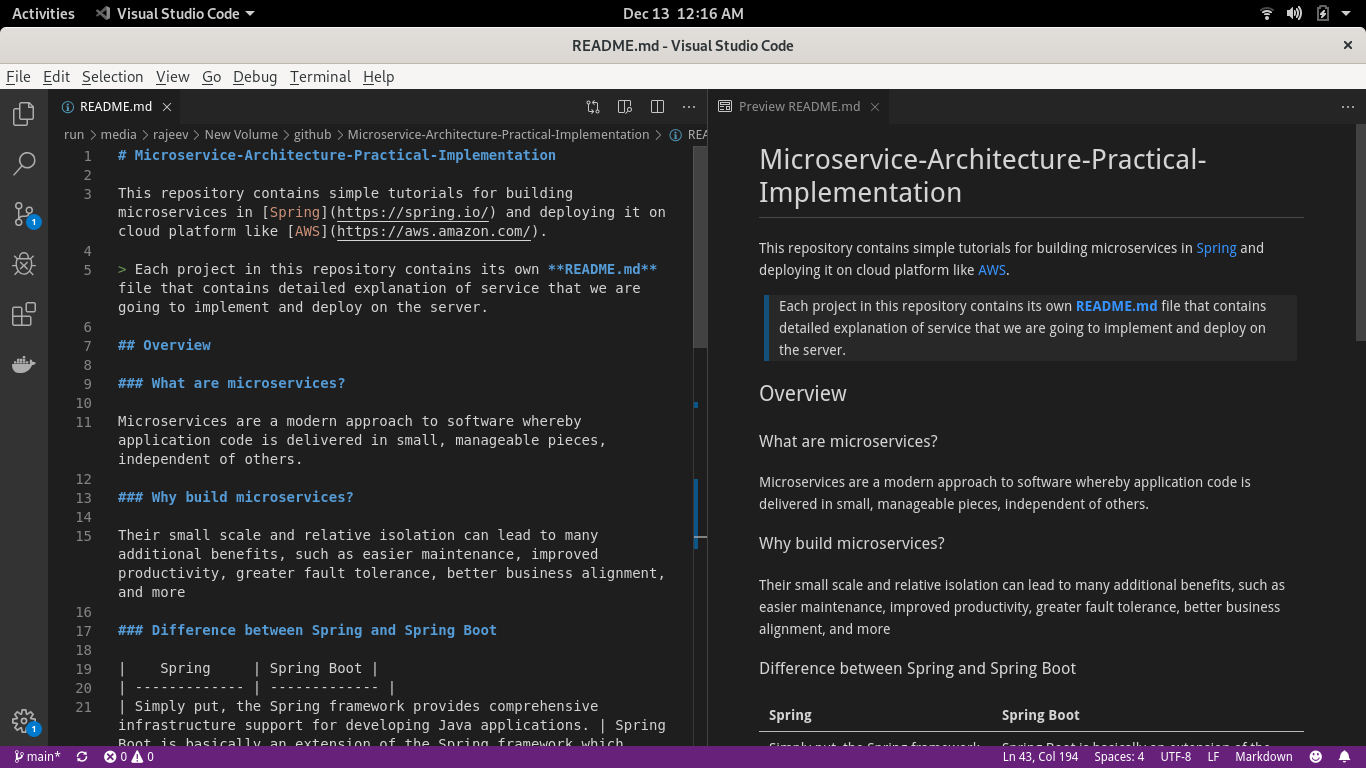 Activities Visual Studio Code Dec 13 12:16 AM
README.md - Visual Studio Code
File Edit Selection View Go Debug Terminal Help
README.md
run > media > rajeev > New Volume > github > Microservice-Architecture-Practical-Implementation > REA
1 # Microservice-Architecture-Practical-Implementation
2
3 This repository contains simple tutorials for building
microservices in [Spring](https://spring.io/) and deploying it on
cloud platform like [AWS](https://aws.amazon.com/).
4
5 > Each project in this repository contains its own **README.md**
file that contains detailed explanation of service that we are
going to implement and deploy on the server.
6
7 ## Overview
8
9 ### What are microservices?
10
11 Microservices are a modern approach to software whereby
application code is delivered in small, manageable pieces,
independent of others.
12
13 ### Why build microservices?
14
15 Their small scale and relative isolation can lead to many
additional benefits, such as easier maintenance, improved
productivity, greater fault tolerance, better business alignment,
and more
16
17 ### Difference between Spring and Spring Boot
18
19 |    Spring     | Spring Boot |
20 | ------------- | ------------- |
21 | Simply put, the Spring framework provides comprehensive
infrastructure support for developing Java applications. | Spring
Boot is basically an extension of the Spring framework which
Preview README.md
Microservice-Architecture-Practical-
Implementation
This repository contains simple tutorials for building microservices in Spring and
deploying it on cloud platform like AWS.
Each project in this repository contains its own README.md file that contains
detailed explanation of service that we are going to implement and deploy on
the server.
Overview
What are microservices?
Microservices are a modern approach to software whereby application code is
delivered in small, manageable pieces, independent of others.
Why build microservices?
Their small scale and relative isolation can lead to many additional benefits, such as
easier maintenance, improved productivity, greater fault tolerance, better business
alignment, and more
Difference between Spring and Spring Boot
Spring Spring Boot
Simply put, the Spring framework Spring Boot is basically an extension of the
1
1
main* 0 0 Ln 43, Col 194 Spaces: 4 UTF-8 LF Markdown